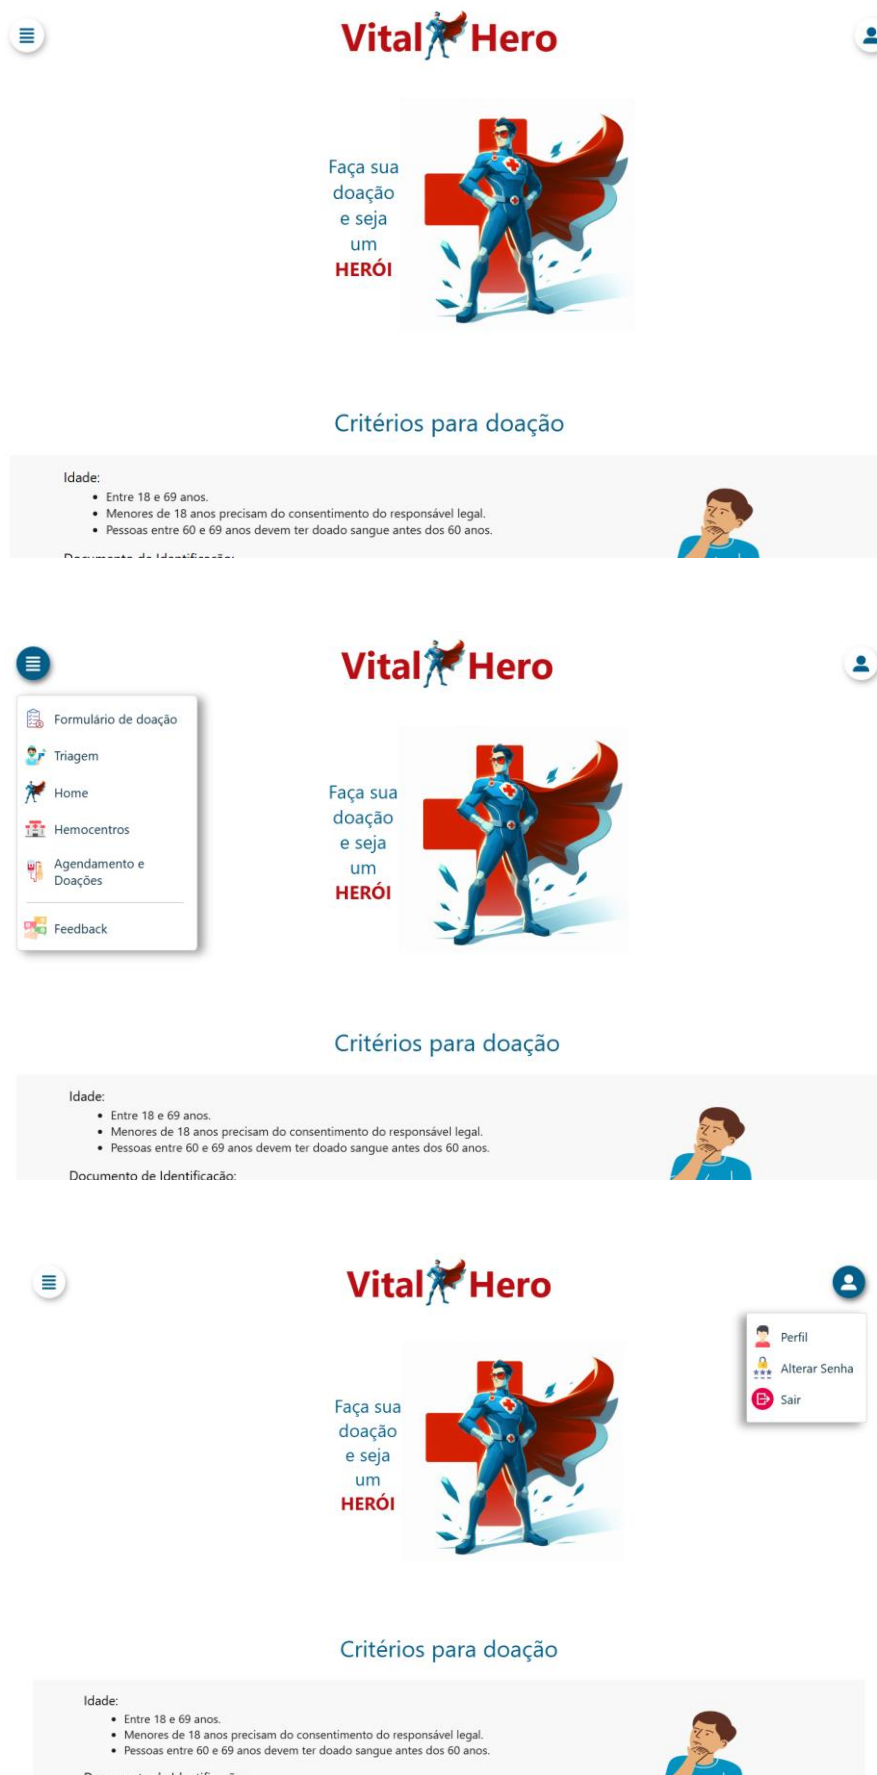 Vital Hero
Faça sua
doação
e seja
um
HERÓI
Critérios para doação
Idade:
Entre 18 e 69 anos.
Menores de 18 anos precisam do consentimento do responsável legal.
Pessoas entre 60 e 69 anos devem ter doado sangue antes dos 60 anos.
Documento de Identificação:
Vital Hero
Formulário de doação
Triagem
Home
Hemocentros
Agendamento e
Doações
Feedback
Faça sua
doação
e seja
um
HERÓI
Critérios para doação
Idade:
Entre 18 e 69 anos.
Menores de 18 anos precisam do consentimento do responsável legal.
Pessoas entre 60 e 69 anos devem ter doado sangue antes dos 60 anos.
Documento de Identificação:
Vital Hero
Perfil
Alterar Senha
Sair
Faça sua
doação
e seja
um
HERÓI
Critérios para doação
Idade:
Entre 18 e 69 anos.
Menores de 18 anos precisam do consentimento do responsável legal.
Pessoas entre 60 e 69 anos devem ter doado sangue antes dos 60 anos.